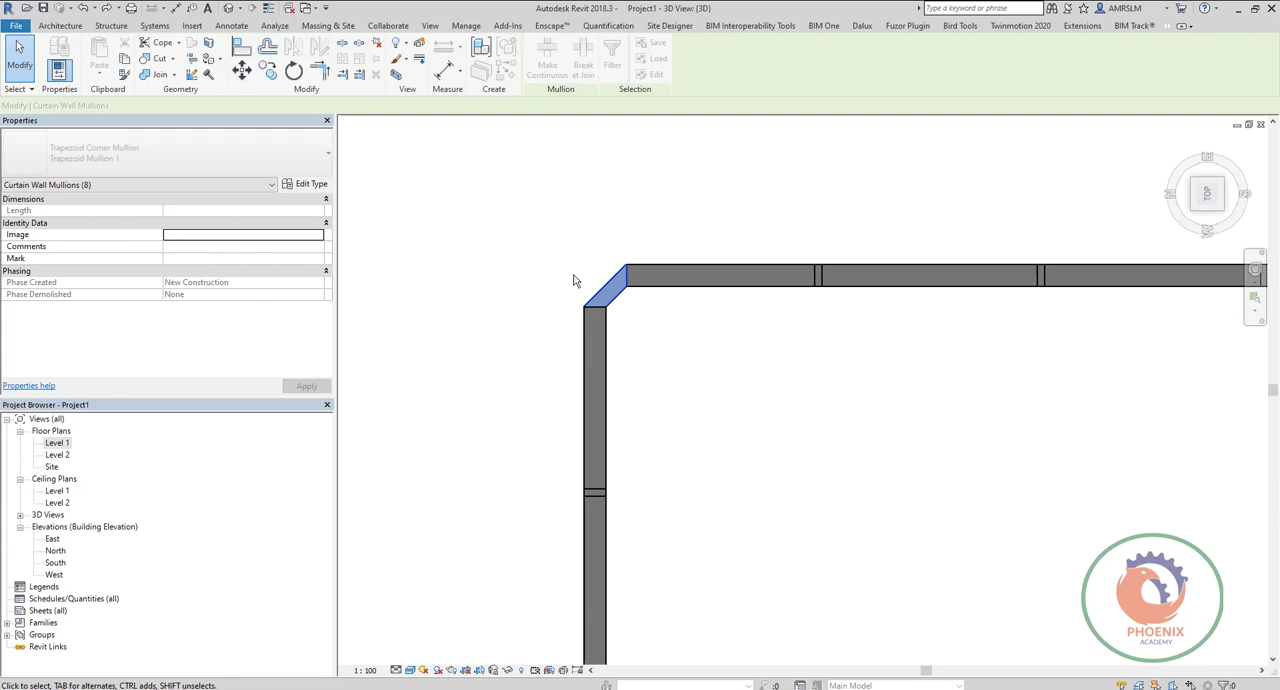 Autodesk Revit 2018.3 - Project1 - 3D View: {3D}
Type a keyword or phrase
AMRSLM
File Architecture Structure Systems Insert Annotate Analyze Massing & Site Collaborate View Manage Add-Ins Enscape™ Quantification Site Designer BIM Interoperability Tools BIM One Dalux Fuzor Plugin Bird Tools Twinmotion 2020 Extensions BIM Track®
Modify
Paste
Cope
Cut
Join
Make Continuous
Break at Join
Filter
Save
Load
Edit
Select Properties Clipboard Geometry Modify View Measure Create Mullion Selection
Modify | Curtain Wall Mullions
Properties
Trapezoid Corner Mullion
Trapezoid Mullion 1
Curtain Wall Mullions (8) Edit Type
Dimensions
Length
Identity Data
Image
Comments
Mark
Phasing
Phase Created New Construction
Phase Demolished None
Properties help Apply
Project Browser - Project1
Views (all)
Floor Plans
Level 1
Level 2
Site
Ceiling Plans
Level 1
Level 2
3D Views
Elevations (Building Elevation)
East
North
South
West
Legends
Schedules/Quantities (all)
Sheets (all)
Families
Groups
Revit Links
TOP
PHOENIX
ACADEMY
1 : 100
Click to select, TAB for alternates, CTRL adds, SHIFT unselects.
:0
Main Model
:0